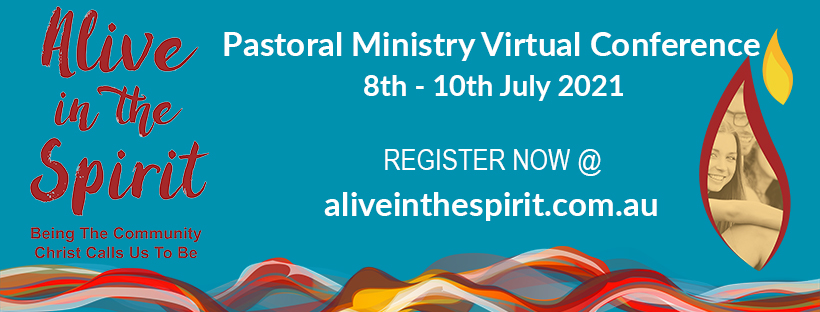 Alive
in the
Spirit
Being The Community
Christ Calls Us To Be
Pastoral Ministry Virtual Conference
8th - 10th July 2021
REGISTER NOW @
aliveinthespirit.com.au